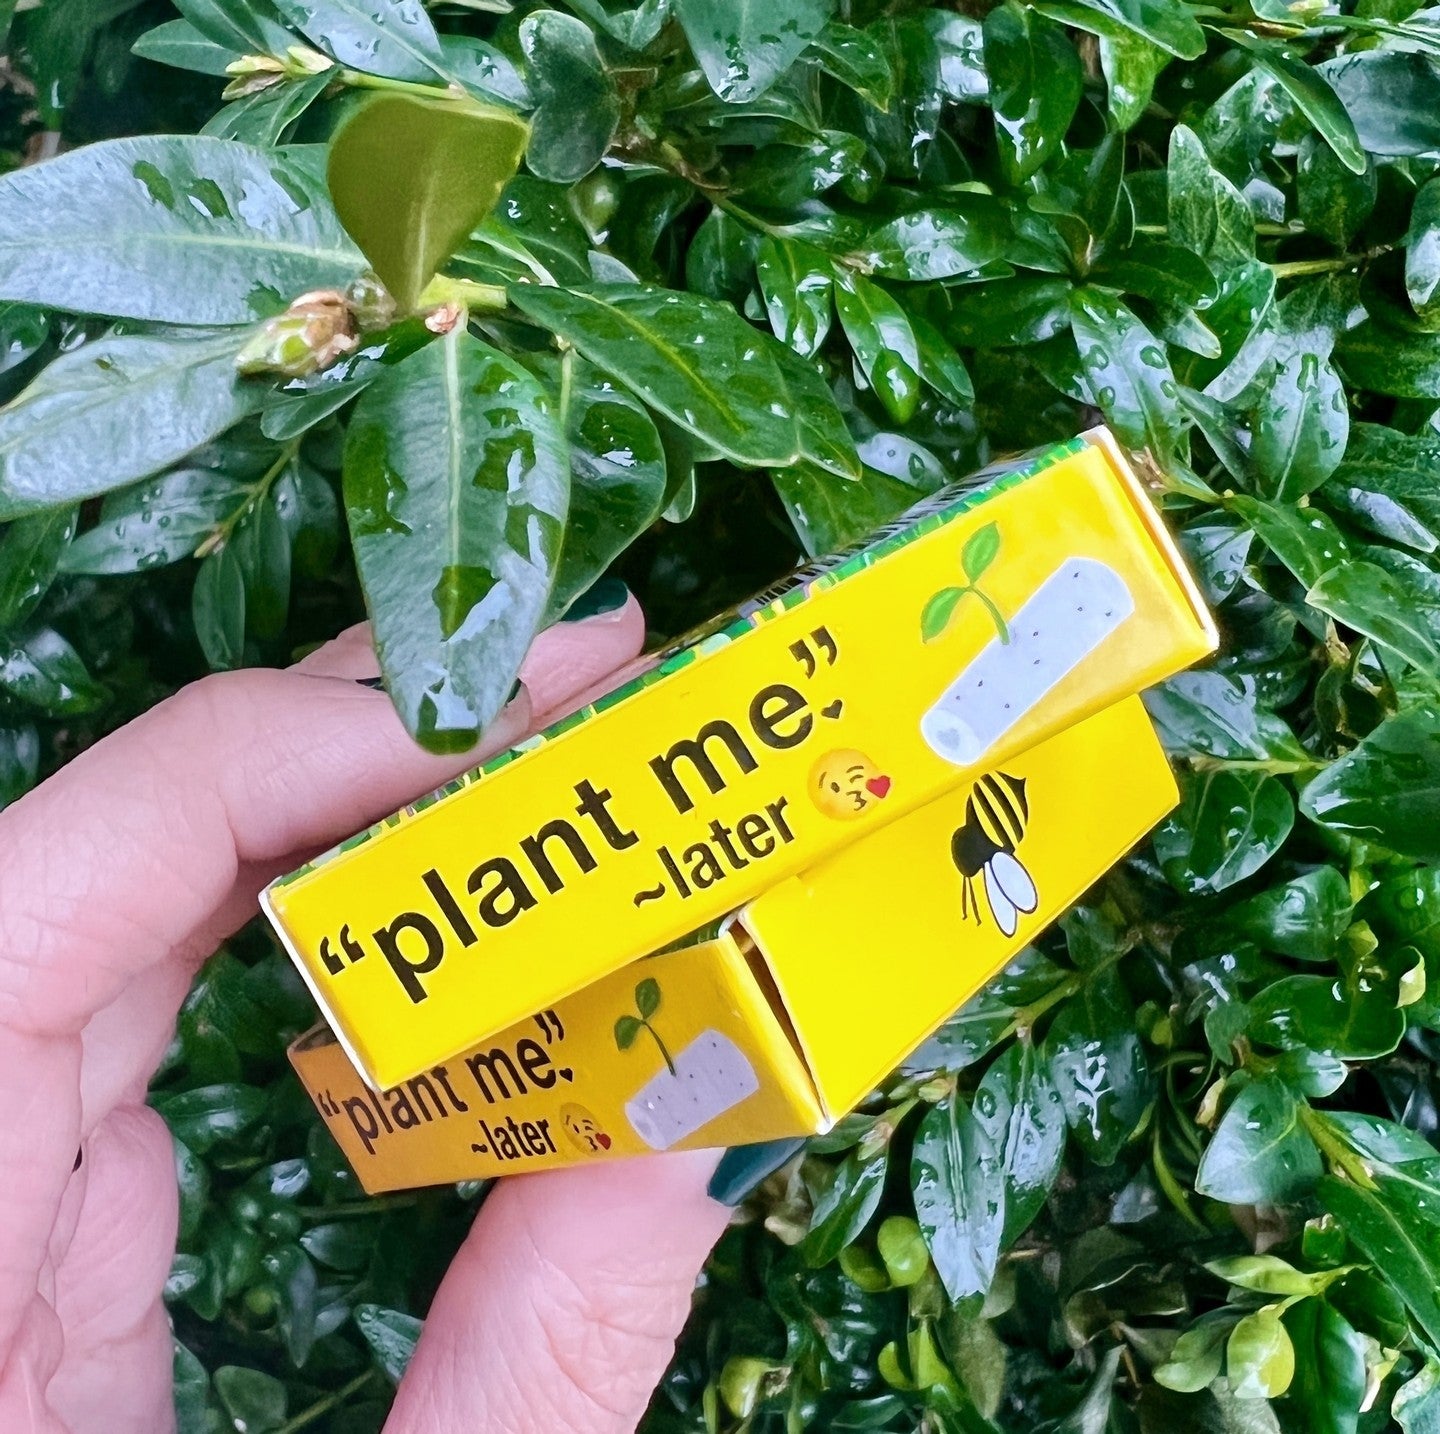 “plant me”
~later 😘
“plant me”
~later 😘